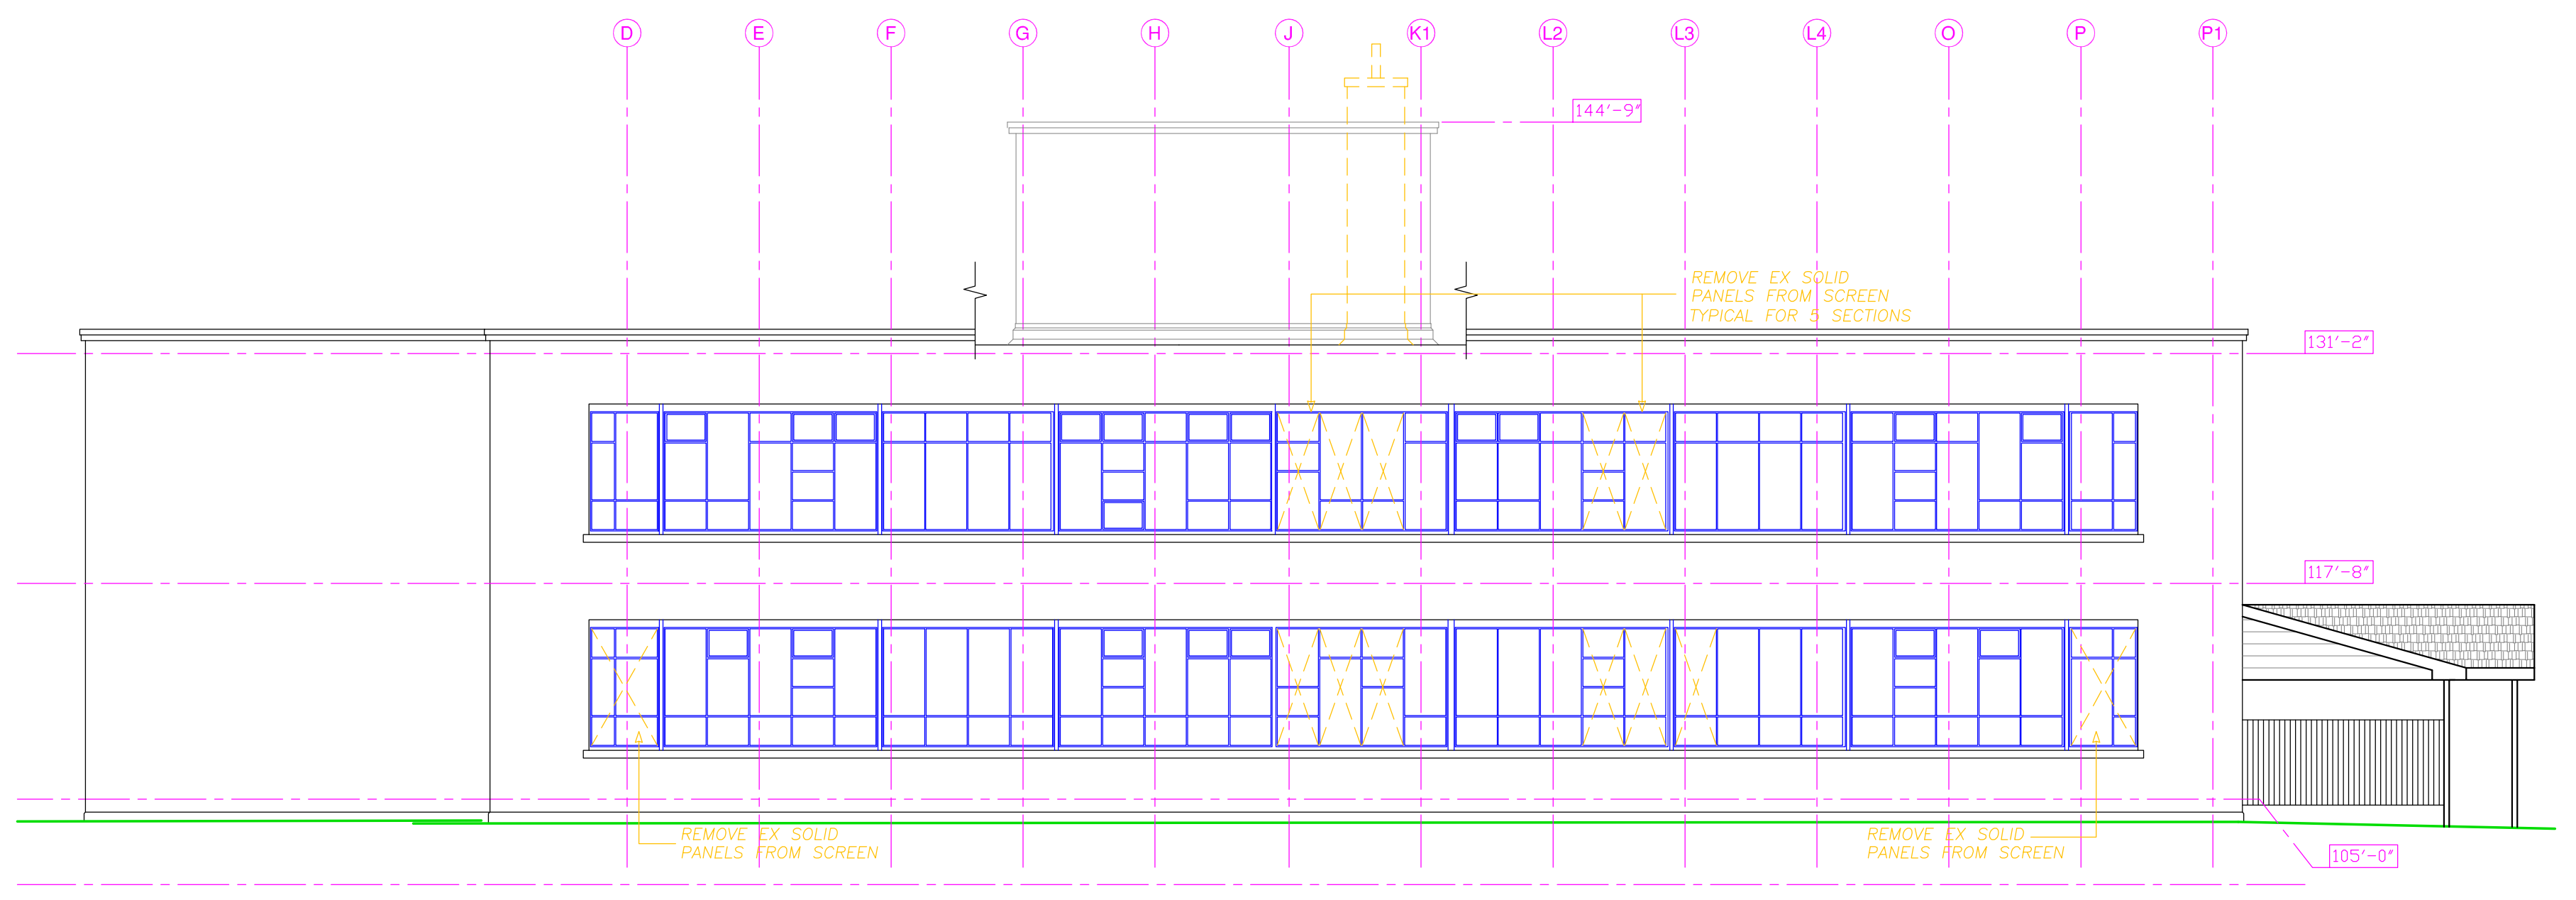 D E F G H J K1 L2 L3 L4 O P P1
144'-9"
REMOVE EX SOLID
PANELS FROM SCREEN
TYPICAL FOR 5 SECTIONS
131'-2"
117'-8"
REMOVE EX SOLID
PANELS FROM SCREEN
REMOVE EX SOLID
PANELS FROM SCREEN
105'-0"